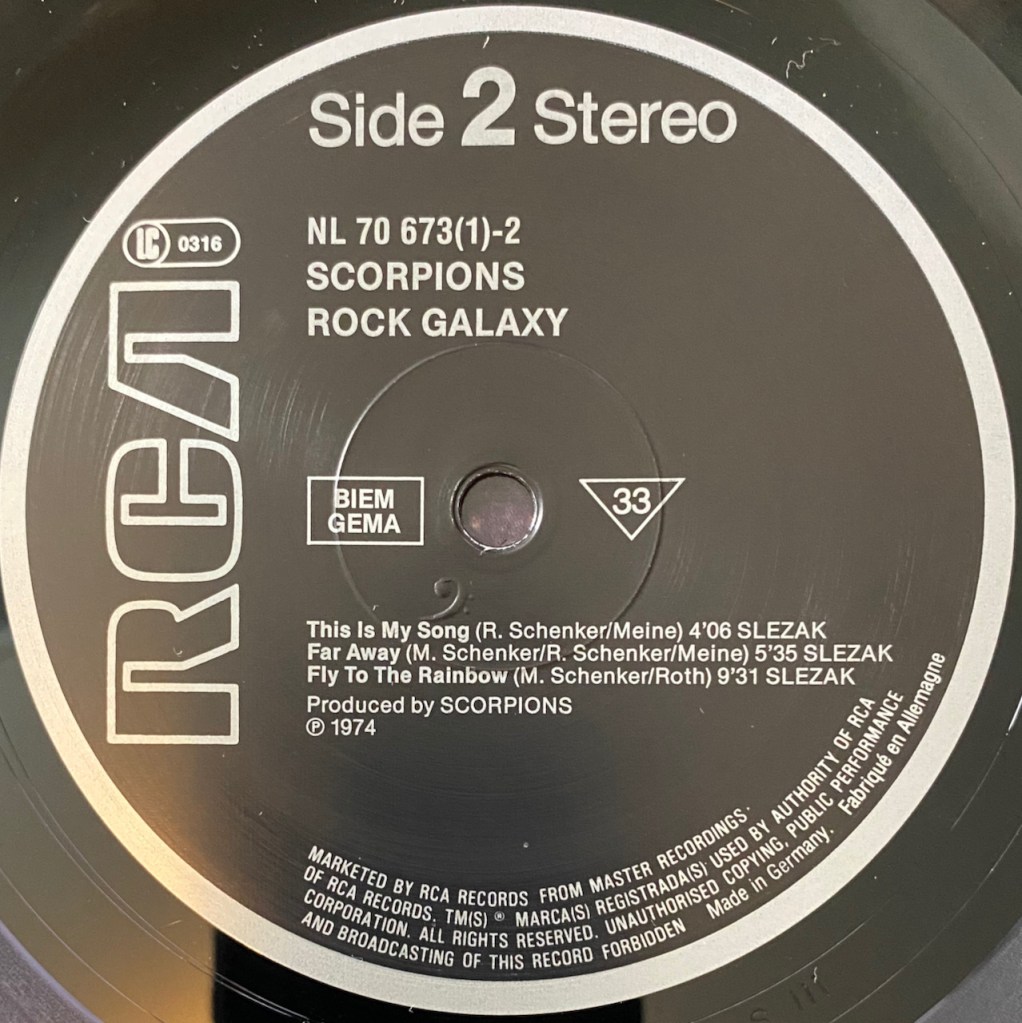 Side 2 Stereo
LC 0316
NL 70 673(1)-2
SCORPIONS
ROCK GALAXY
RCA
BIEM
GEMA
33
This Is My Song (R. Schenker/Meine) 4'06 SLEZAK
Far Away (M. Schenker/R. Schenker/Meine) 5'35 SLEZAK
Fly To The Rainbow (M. Schenker/Roth) 9'31 SLEZAK
Produced by SCORPIONS
℗ 1974
MARKETED BY RCA RECORDS FROM MASTER RECORDINGS.
OF RCA RECORDS. TM(S) ® MARCA(S) REGISTRADA(S) USED BY AUTHORITY OF RCA
CORPORATION. ALL RIGHTS RESERVED. UNAUTHORISED COPYING, PUBLIC PERFORMANCE
AND BROADCASTING OF THIS RECORD FORBIDDEN Made in Germany. Fabriqué en Allemagne